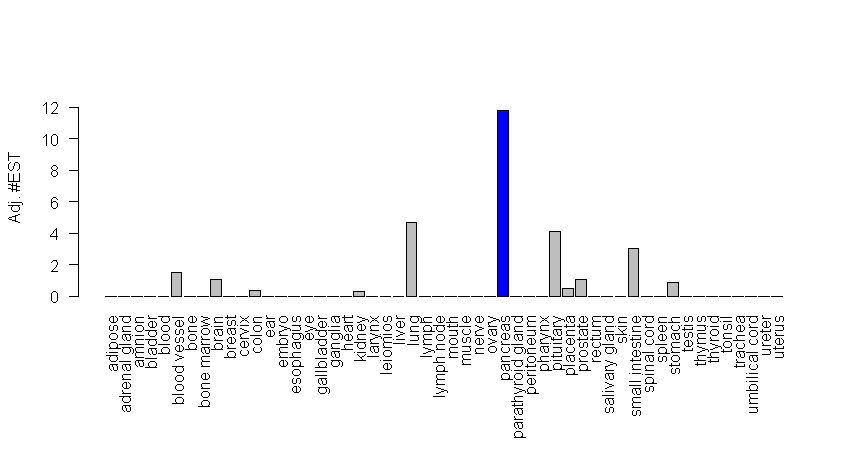 Adj. #EST
12
10
8
6
4
2
0
adipose
adrenal gland
amnion
bladder
blood
blood vessel
bone
bone marrow
brain
breast
cervix
colon
ear
embryo
esophagus
eye
gallbladder
ganglia
heart
kidney
larynx
leiomios
liver
lung
lymph
lymph node
mouth
muscle
nerve
ovary
pancreas
parathyroid gland
peritoneum
pharynx
pituitary
placenta
prostate
rectum
salivary gland
skin
small intestine
spinal cord
spleen
stomach
testis
thymus
thyroid
tonsil
trachea
umbilical cord
ureter
uterus